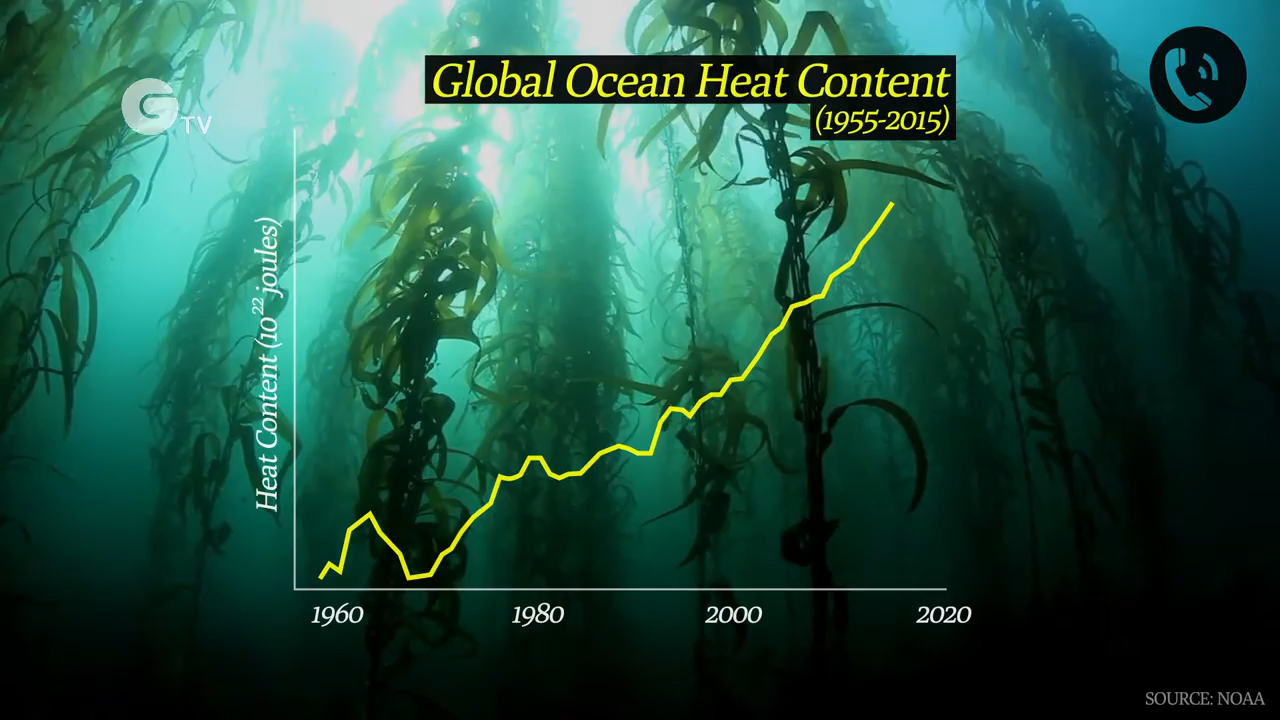 Global Ocean Heat Content
(1955-2015)
G TV
Heat Content (10²² joules)
1960 1980 2000 2020
SOURCE: NOAA